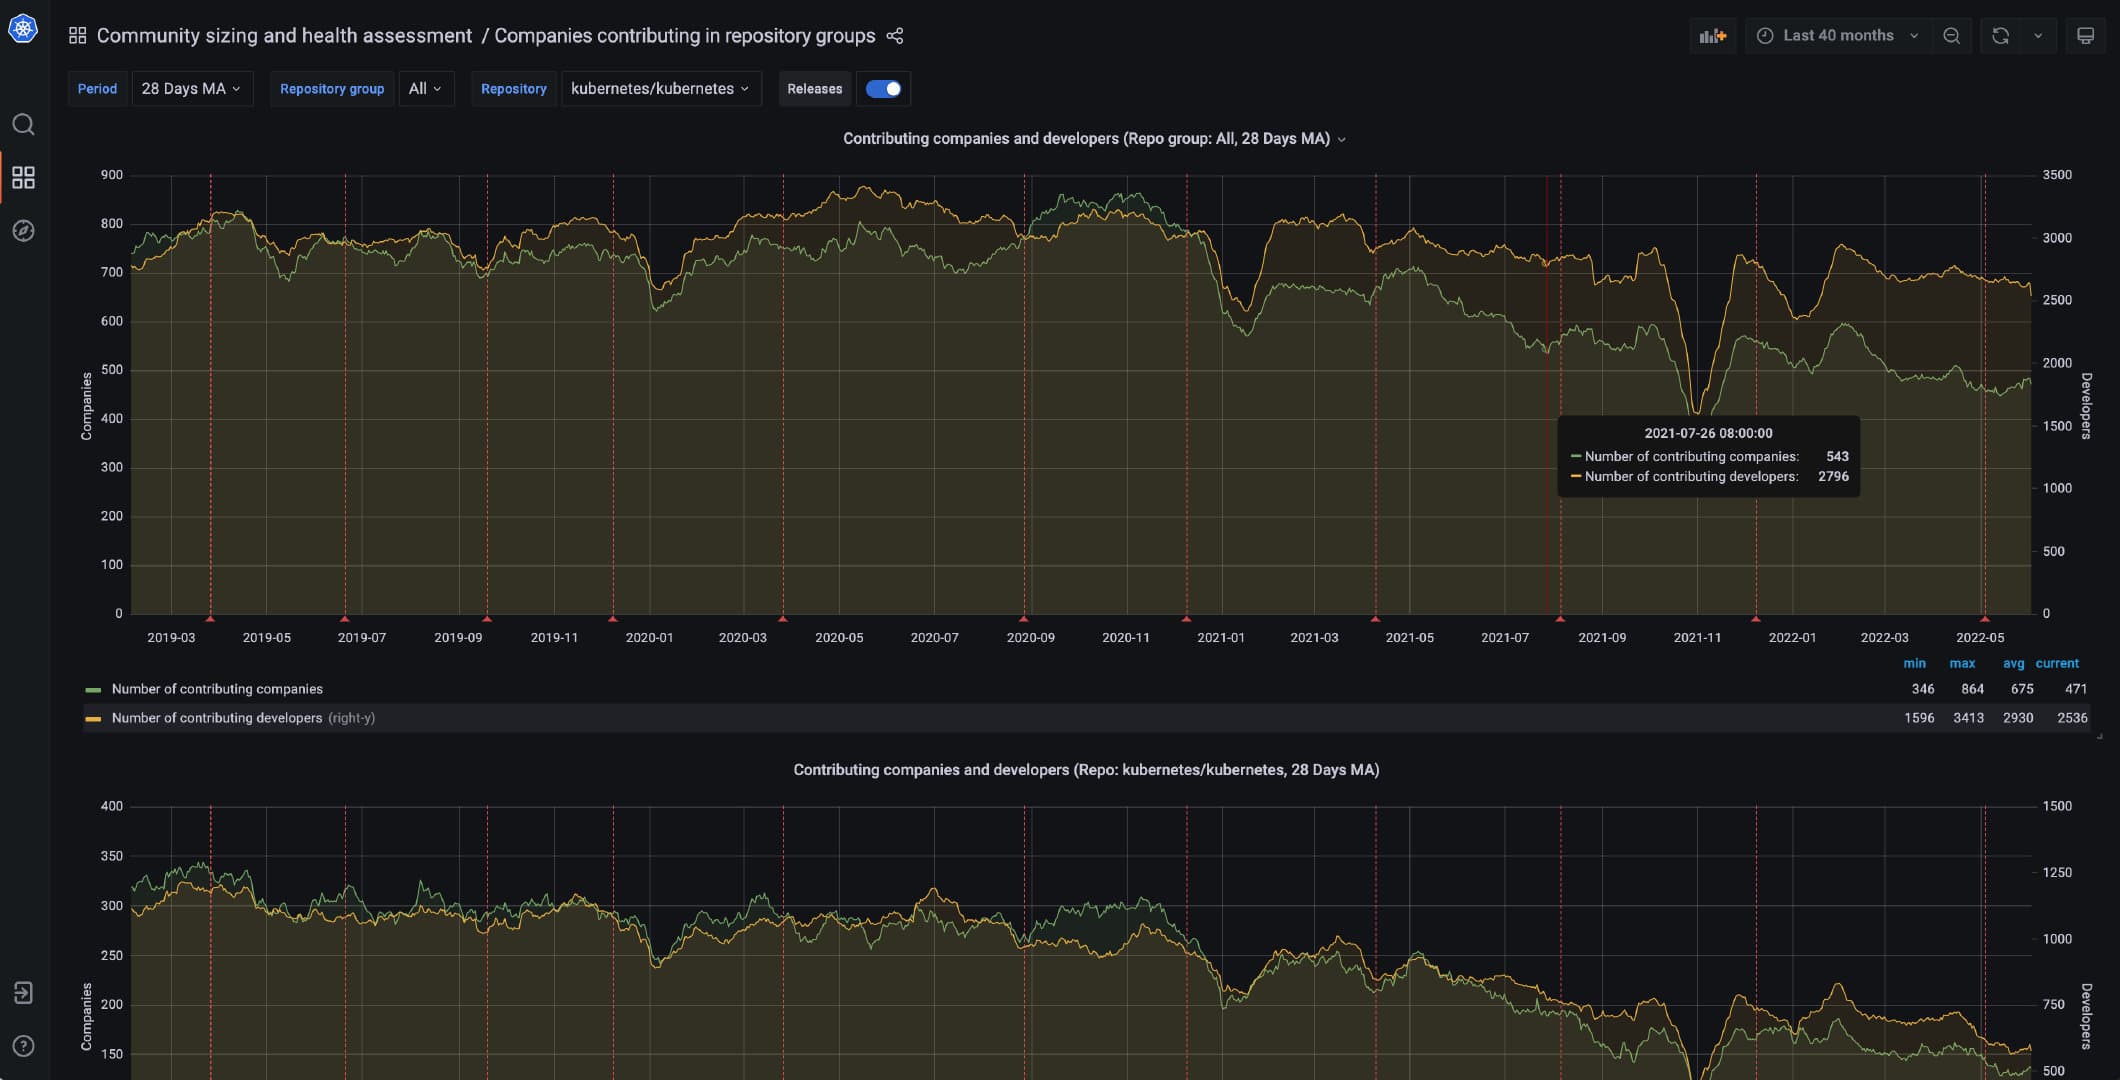 Community sizing and health assessment / Companies contributing in repository groups
Last 40 months
Period 28 Days MA Repository group All Repository kubernetes/kubernetes Releases
Contributing companies and developers (Repo group: All, 28 Days MA)
900 3500
800 3000
700 2500
600 2000
500 1500
400 1000
300 500
200 0
100
0
Companies
Developers
2021-07-26 08:00:00
Number of contributing companies: 543
Number of contributing developers: 2796
2019-03 2019-05 2019-07 2019-09 2019-11 2020-01 2020-03 2020-05 2020-07 2020-09 2020-11 2021-01 2021-03 2021-05 2021-07 2021-09 2021-11 2022-01 2022-03 2022-05
min max avg current
Number of contributing companies 346 864 675 471
Number of contributing developers (right-y) 1596 3413 2930 2536
Contributing companies and developers (Repo: kubernetes/kubernetes, 28 Days MA)
400 1500
350 1250
300 1000
250 750
200 500
150
Companies
Developers